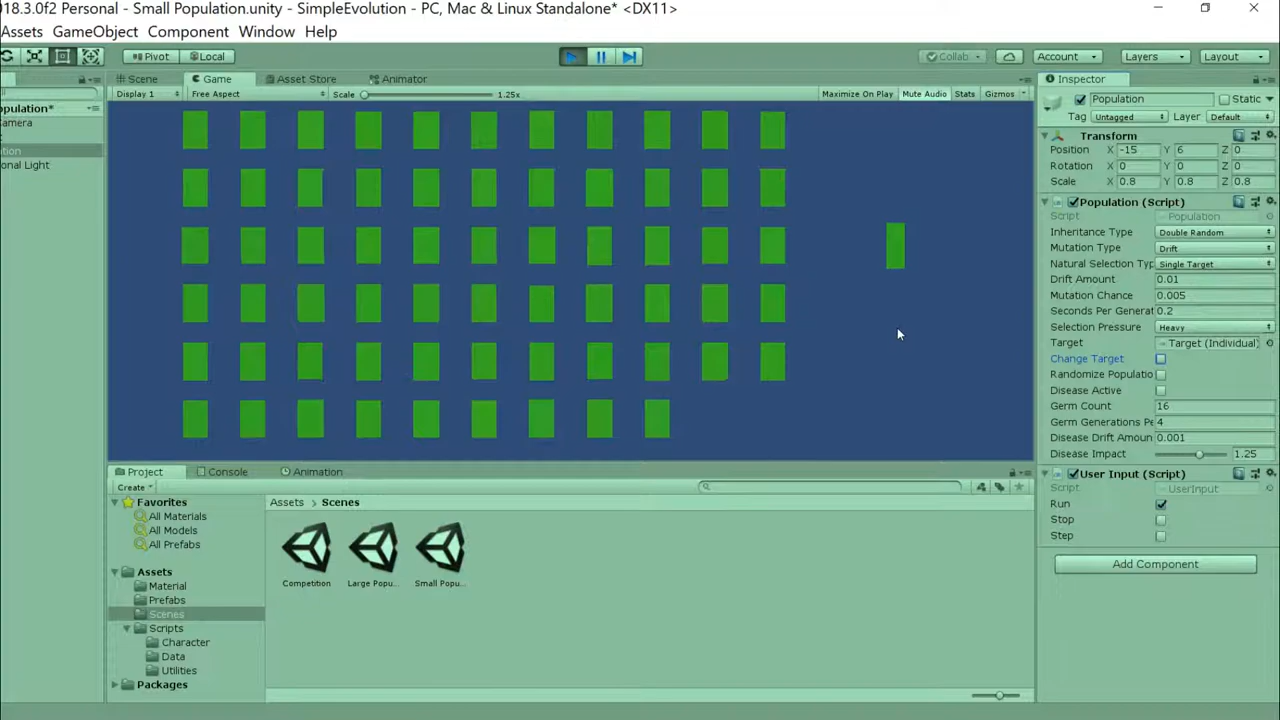 018.3.0f2 Personal - Small Population.unity - SimpleEvolution - PC, Mac & Linux Standalone* <DX11>
Assets GameObject Component Window Help
Pivot Local Collab Account Layers Layout
Scene Game Asset Store Animator
Display 1 Free Aspect Scale 1.25x Maximize On Play Mute Audio Stats Gizmos
opulation*
Camera
tion
onal Light
Inspector
Population Static
Tag Untagged Layer Default
Transform
Position X -15 Y 6 Z 0
Rotation X 0 Y 0 Z 0
Scale X 0.8 Y 0.8 Z 0.8
Population (Script)
Script Population
Inheritance Type Double Random
Mutation Type Drift
Natural Selection Typ Single Target
Drift Amount 0.01
Mutation Chance 0.005
Seconds Per Generat 0.2
Selection Pressure Heavy
Target Target (Individual)
Change Target
Randomize Populatio
Disease Active
Germ Count 16
Germ Generations Pe 4
Disease Drift Amoun 0.001
Disease Impact 1.25
User Input (Script)
Script UserInput
Run
Stop
Step
Add Component
Project Console Animation
Create
Favorites
All Materials
All Models
All Prefabs
Assets
Material
Prefabs
Scenes
Scripts
Character
Data
Utilities
Packages
Assets Scenes
Competition Large Popu... Small Popu...